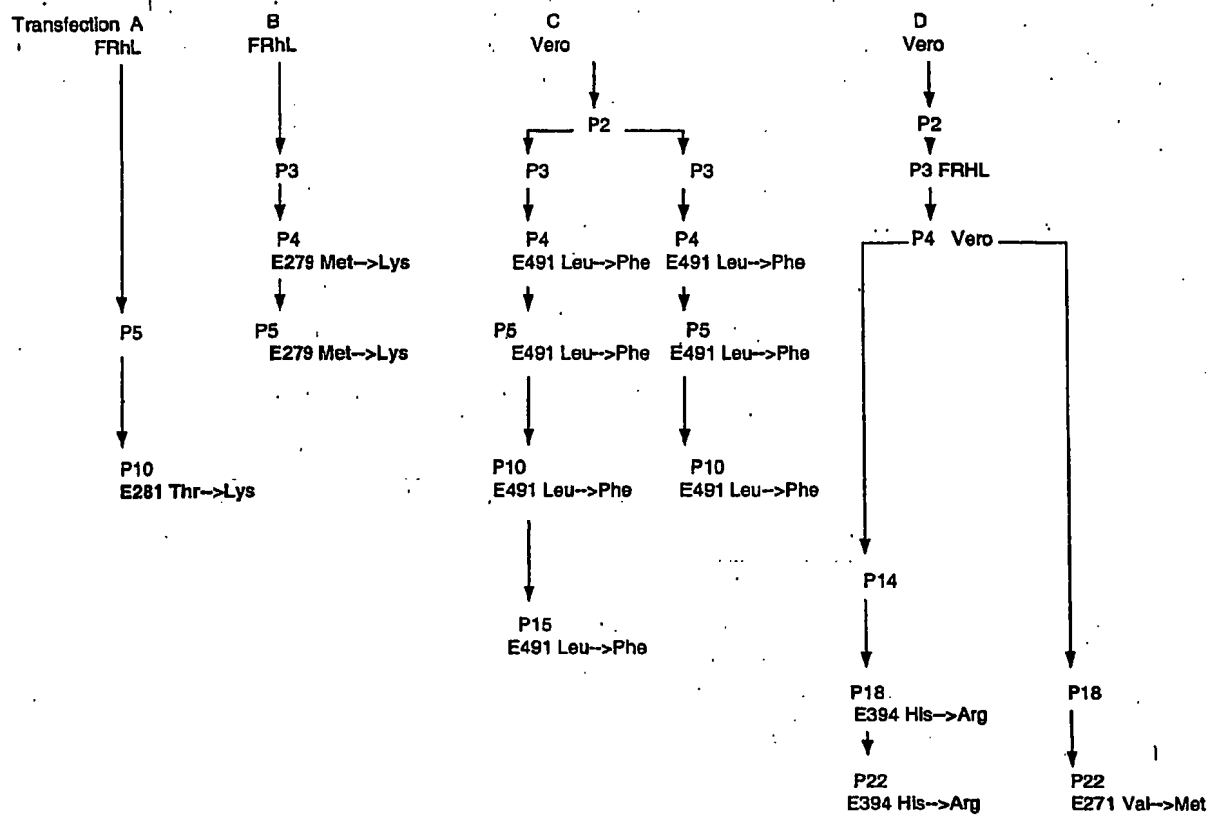 Transfection A
FRhL
B
FRhL
C
Vero
D
Vero
P2
P2
P3
P3
P3
P3 FRHL
P4
E279 Met-->Lys
P4
E491 Leu-->Phe
P4
E491 Leu-->Phe
P4 Vero
P5
P5
E279 Met-->Lys
P5
E491 Leu-->Phe
P5
E491 Leu-->Phe
P10
E281 Thr-->Lys
P10
E491 Leu-->Phe
P10
E491 Leu-->Phe
P14
P15
E491 Leu-->Phe
P18
E394 His-->Arg
P18
P22
E394 His-->Arg
P22
E271 Val-->Met